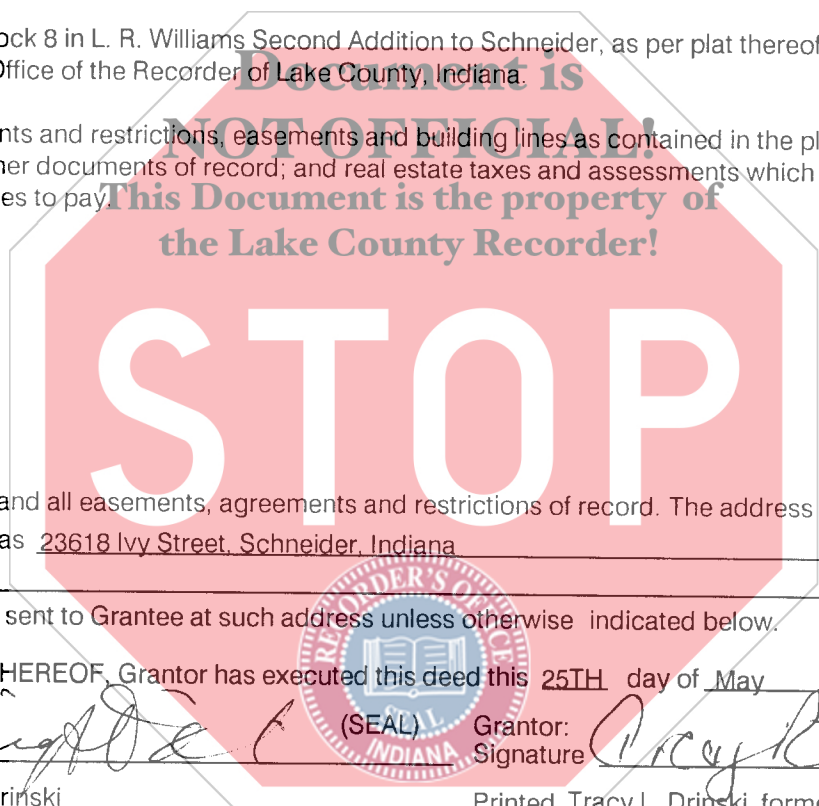 ock 8 in L. R. Williams Second Addition to Schneider, as per plat thereof
Office of the Recorder of Lake County, Indiana.
Document is
nts and restrictions, easements and building lines as contained in the pl
NOT OFFICIAL!
ner documents of record; and real estate taxes and assessments which
es to pay.
This Document is the property of
the Lake County Recorder!
STOP
and all easements, agreements and restrictions of record. The address
as 23618 Ivy Street, Schneider, Indiana
RECORDER'S OFFICE
sent to Grantee at such address unless otherwise indicated below.
HEREOF, Grantor has executed this deed this 25TH day of May
SEAL
INDIANA
(SEAL) Grantor:
Signature
rinski Printed Tracy L. Drinski, forme